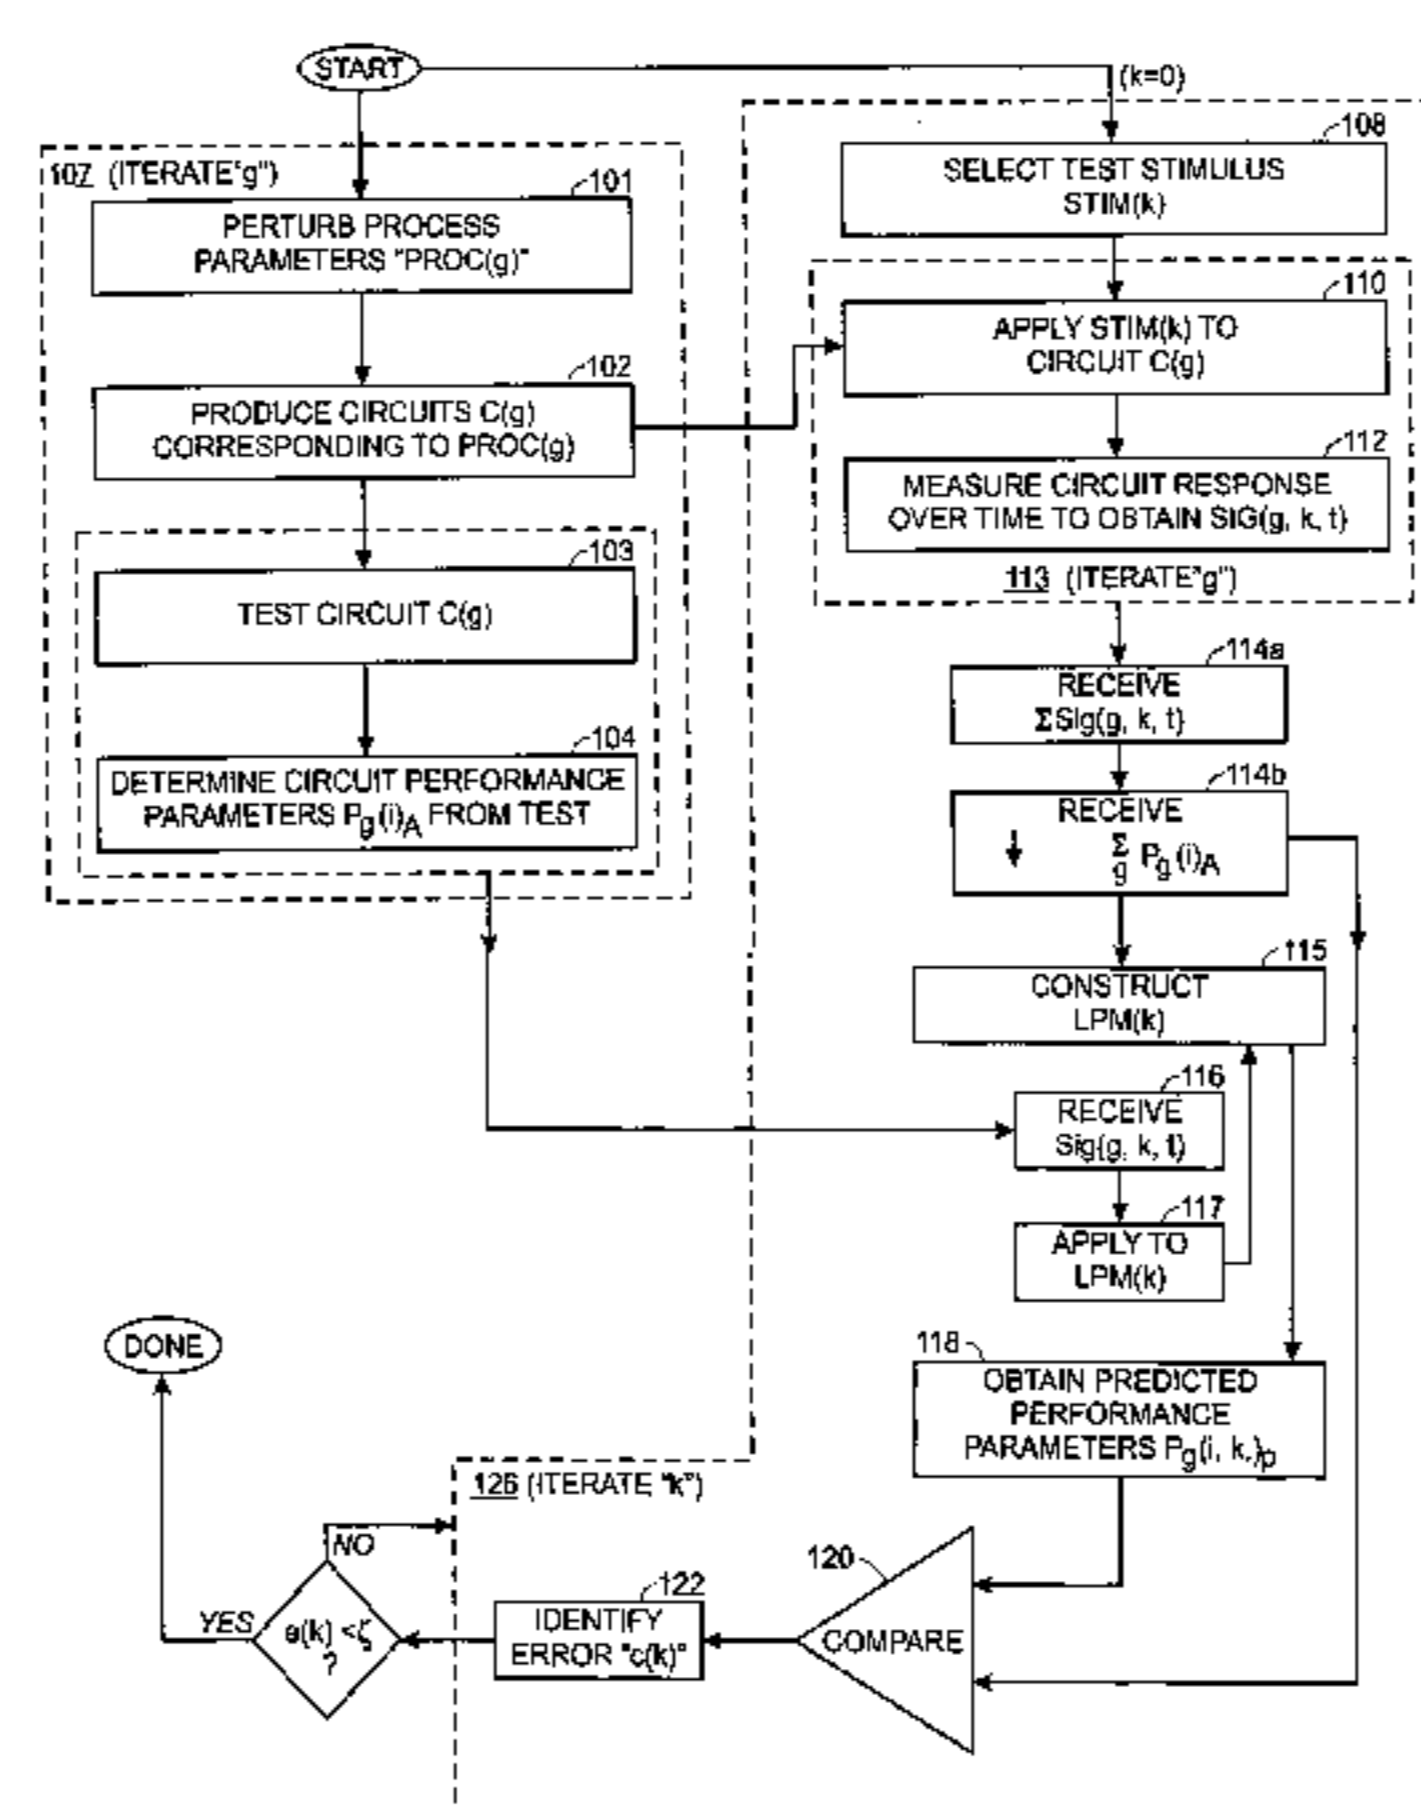 START
(k=0)
107 (ITERATE"g")
101
PERTURB PROCESS
PARAMETERS "PROC(g)"
102
PRODUCE CIRCUITS C(g)
CORRESPONDING TO PROC(g)
103
TEST CIRCUIT C(g)
104
DETERMINE CIRCUIT PERFORMANCE
PARAMETERS Pg(i)A FROM TEST
108
SELECT TEST STIMULUS
STIM(k)
110
APPLY STIM(k) TO
CIRCUIT C(g)
112
MEASURE CIRCUIT RESPONSE
OVER TIME TO OBTAIN SIG(g, k, t)
113 (ITERATE"g")
114a
RECEIVE
ΣSig(g, k, t)
114b
RECEIVE
Σ Pg(i)A
g
115
CONSTRUCT
LPM(k)
116
RECEIVE
Sig(g, k, t)
117
APPLY TO
LPM(k)
118
OBTAIN PREDICTED
PERFORMANCE
PARAMETERS Pg(i, k,)p
DONE
126 (ITERATE "k")
NO
YES
e(k) <ζ
?
122
IDENTIFY
ERROR "c(k)"
120
COMPARE